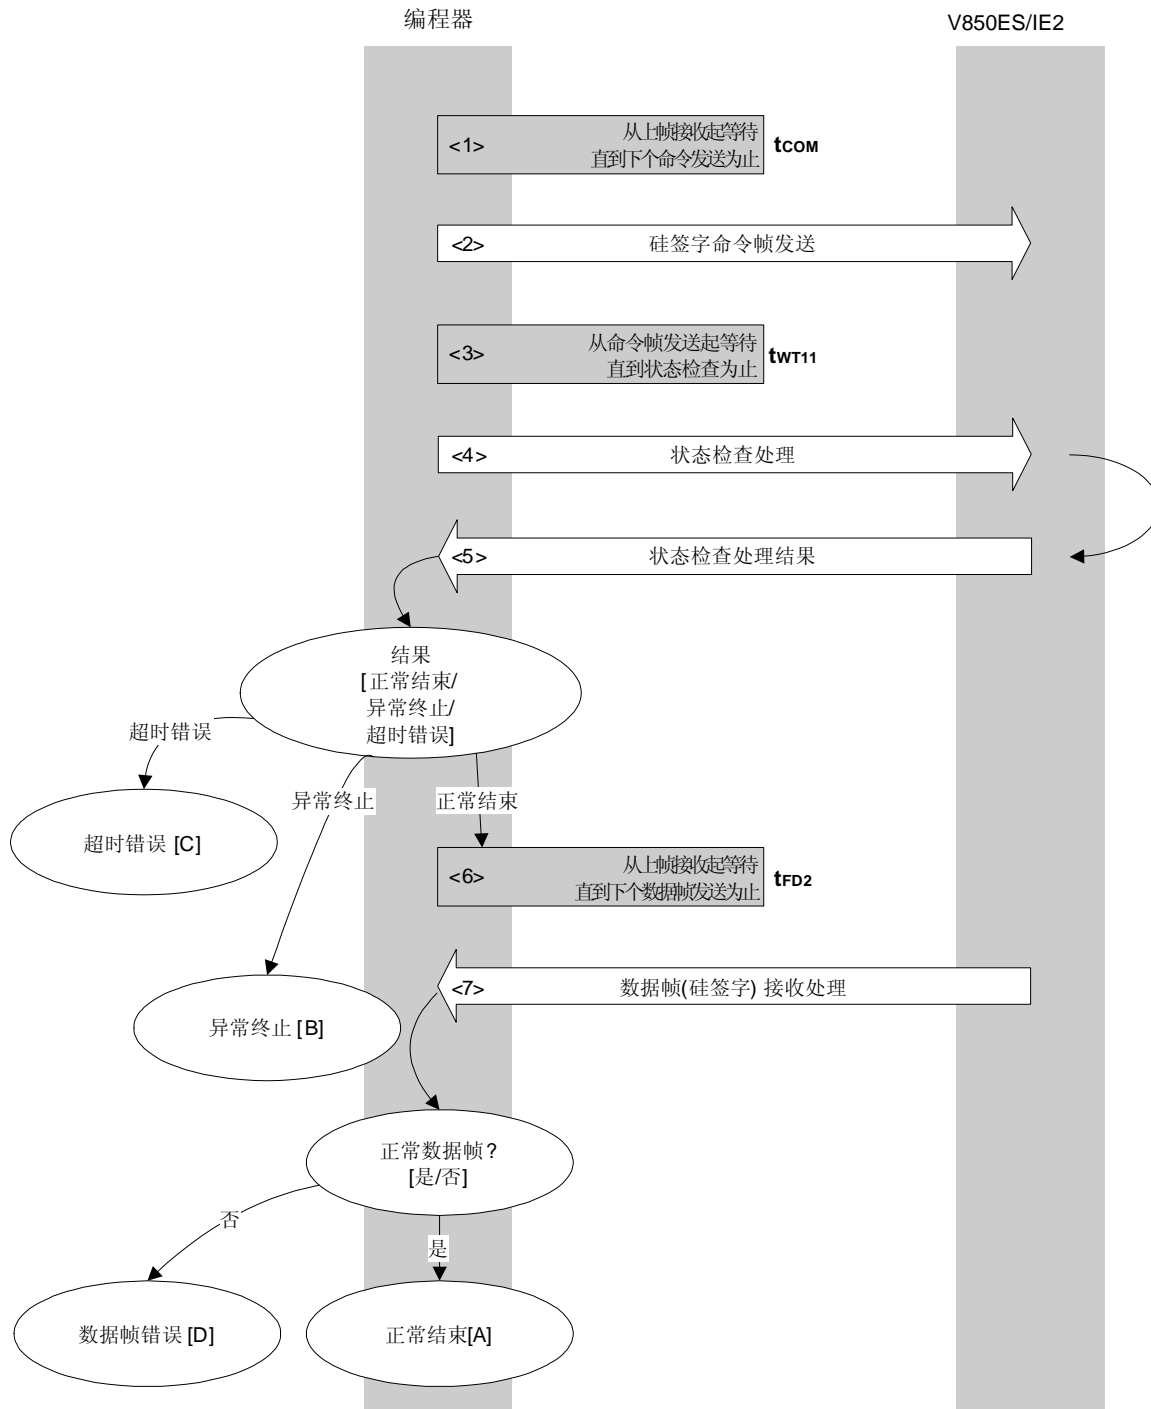 编程器
V850ES/IE2
<1>
从上帧接收起等待
直到下个命令发送为止
tCOM
<2>
硅签字命令帧发送
<3>
从命令帧发送起等待
直到状态检查为止
tWT11
<4>
状态检查处理
<5>
状态检查处理结果
结果
[正常结束/
异常终止/
超时错误]
超时错误
异常终止
正常结束
超时错误 [C]
<6>
从上帧接收起等待
直到下个数据帧发送为止
tFD2
<7>
数据帧(硅签字) 接收处理
异常终止 [B]
正常数据帧?
[是/否]
否
是
数据帧错误 [D]
正常结束[A]